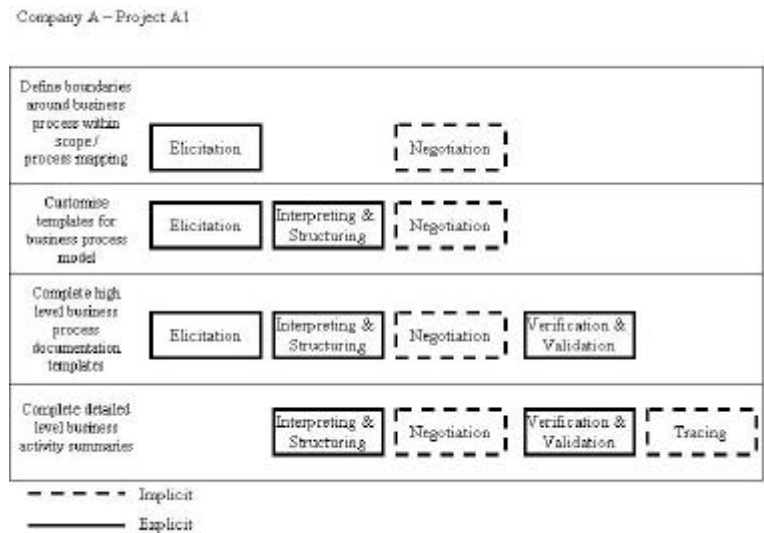 Company A – Project A1
Define boundaries
around business
process within
scope /
process mapping
Elicitation
Negotiation
Customise
templates for
business process
model
Elicitation
Interpreting &
Structuring
Negotiation
Complete high
level business
process
documentation
templates
Elicitation
Interpreting &
Structuring
Negotiation
Verification &
Validation
Complete detailed
level business
activity summaries
Interpreting &
Structuring
Negotiation
Verification &
Validation
Tracing
Implicit
Explicit